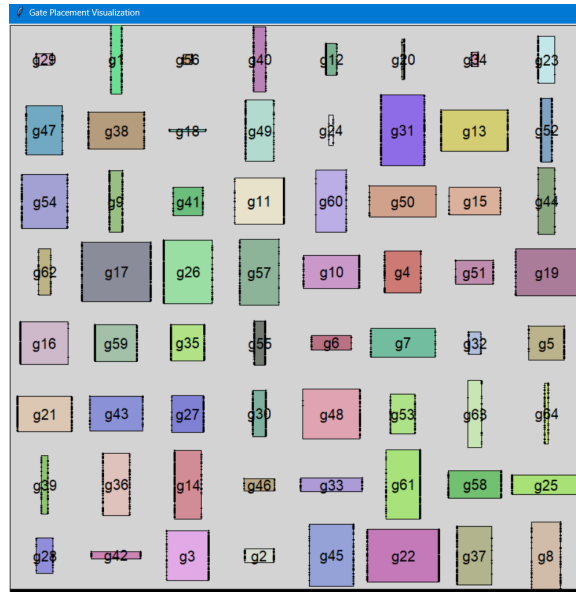 Gate Placement Visualization
g29 g1 g56 g40 g12 g20 g34 g23
g47 g38 g18 g49 g24 g31 g13 g52
g54 g9 g41 g11 g60 g50 g15 g44
g62 g17 g26 g57 g10 g4 g51 g19
g16 g59 g35 g55 g6 g7 g32 g5
g21 g43 g27 g30 g48 g53 g63 g64
g39 g36 g14 g46 g33 g61 g58 g25
g28 g42 g3 g2 g45 g22 g37 g8